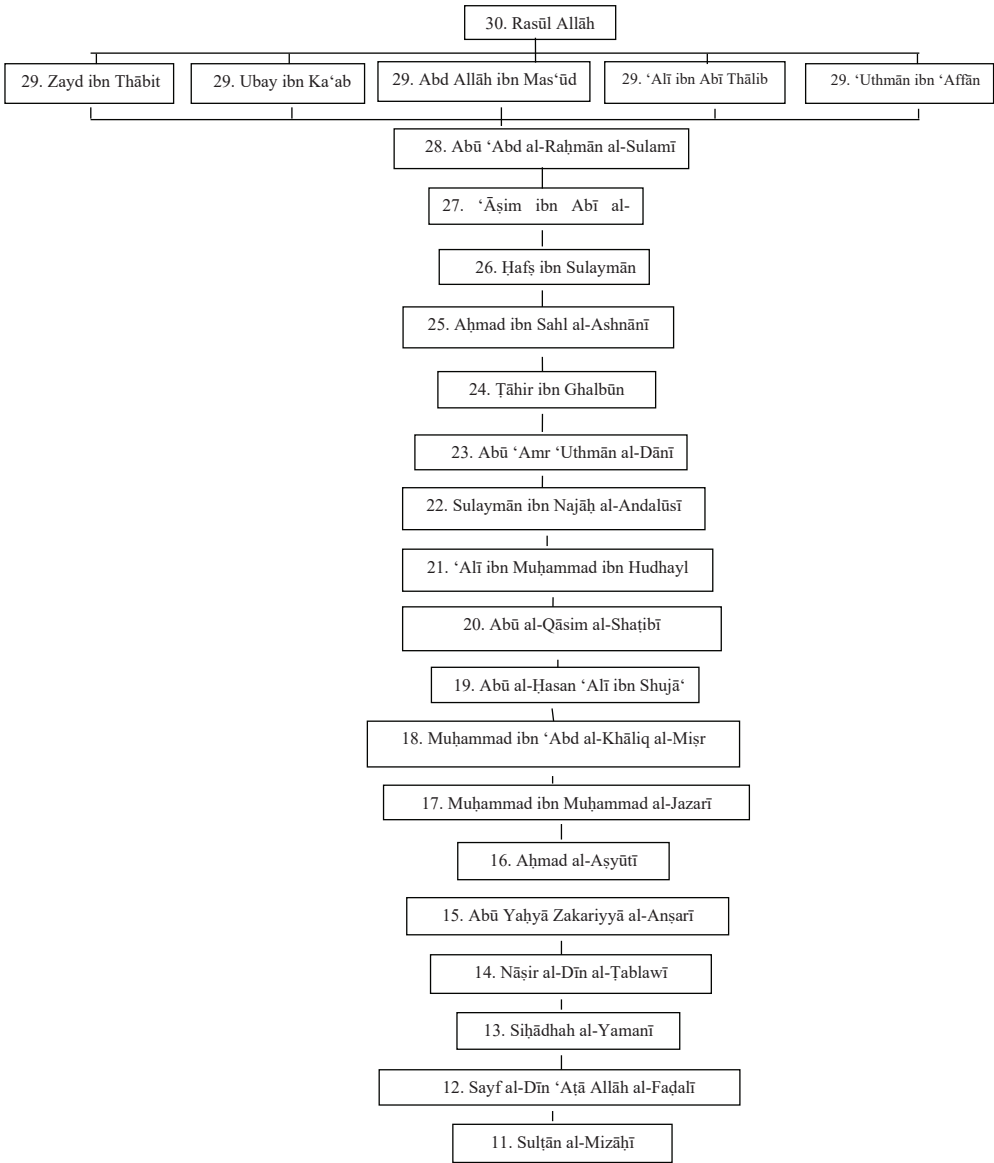 30. Rasūl Allāh
29. Zayd ibn Thābit
29. Ubay ibn Ka‘ab
29. Abd Allāh ibn Mas‘ūd
29. ‘Alī ibn Abī Thālib
29. ‘Uthmān ibn ‘Affān
28. Abū ‘Abd al-Raḥmān al-Sulamī
27. ‘Āṣim ibn Abī al-
26. Ḥafṣ ibn Sulaymān
25. Aḥmad ibn Sahl al-Ashnānī
24. Ṭāhir ibn Ghalbūn
23. Abū ‘Amr ‘Uthmān al-Dānī
22. Sulaymān ibn Najāḥ al-Andalūsī
21. ‘Alī ibn Muḥammad ibn Hudhayl
20. Abū al-Qāsim al-Shaṭibī
19. Abū al-Ḥasan ‘Alī ibn Shujā‘
18. Muḥammad ibn ‘Abd al-Khāliq al-Miṣr
17. Muḥammad ibn Muḥammad al-Jazarī
16. Aḥmad al-Aṣyūtī
15. Abū Yaḥyā Zakariyyā al-Anṣarī
14. Nāṣir al-Dīn al-Ṭablawī
13. Siḥādhah al-Yamanī
12. Sayf al-Dīn ‘Aṭā Allāh al-Faḍalī
11. Sulṭān al-Mizāḥī